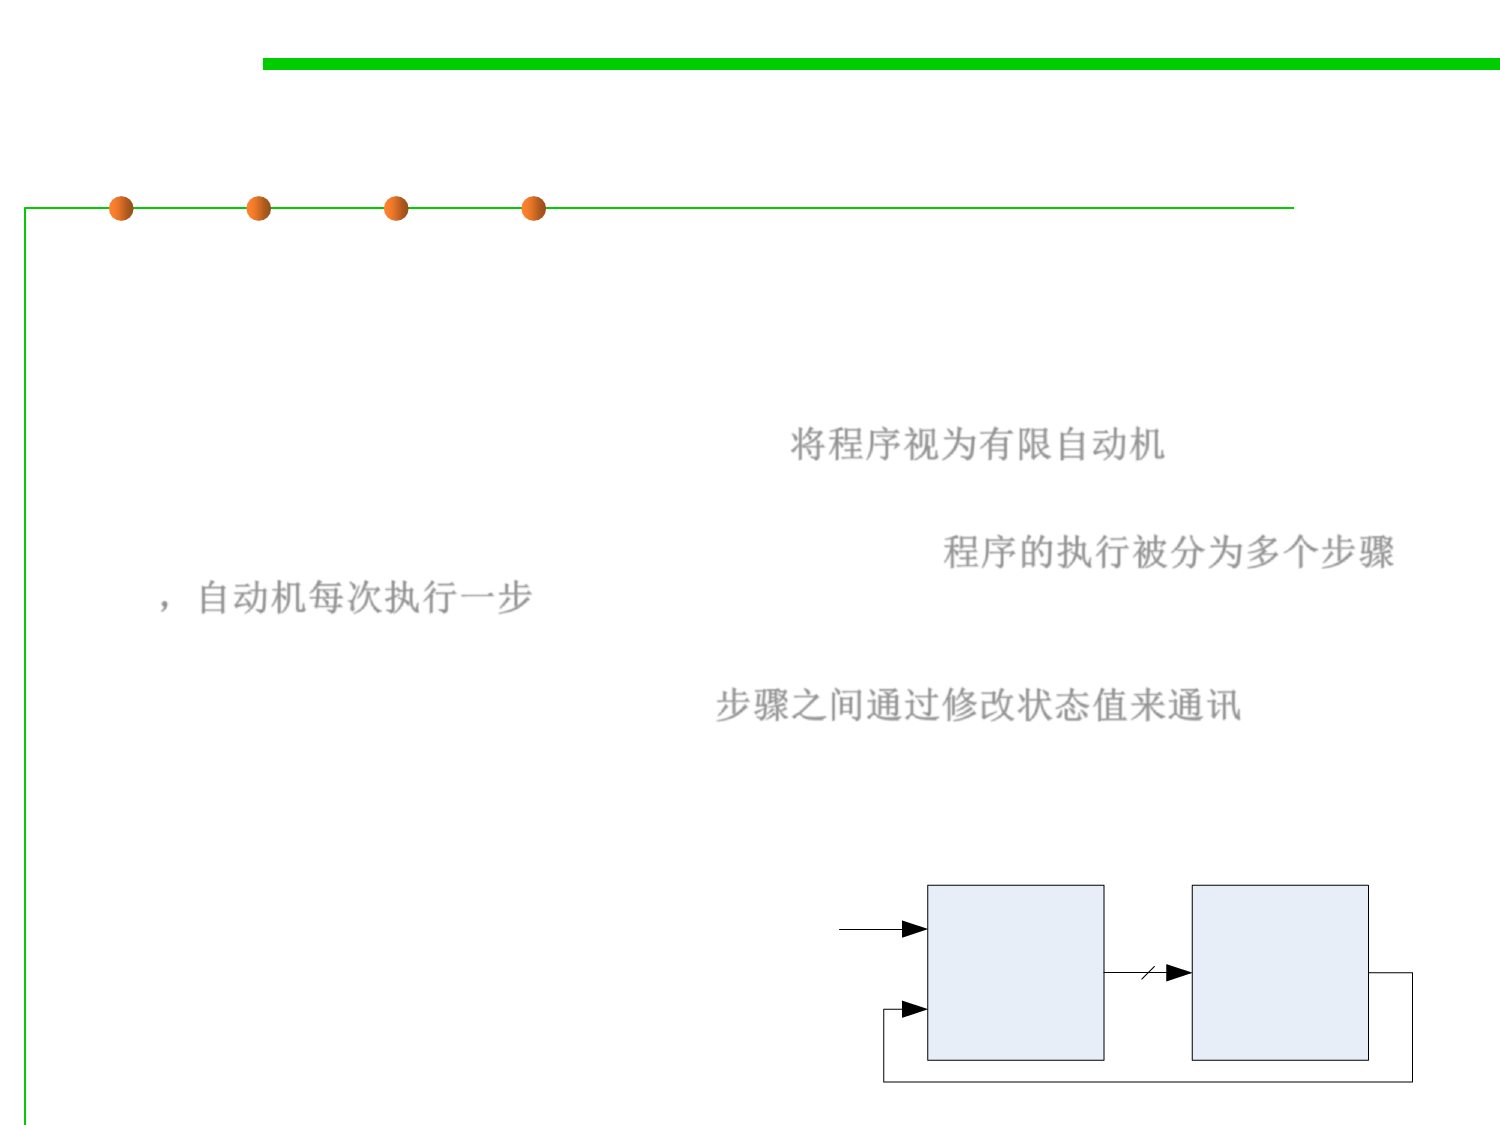 将程序视为有限自动机
程序的执行被分为多个步骤
，自动机每次执行一步
步骤之间通过修改状态值来通讯